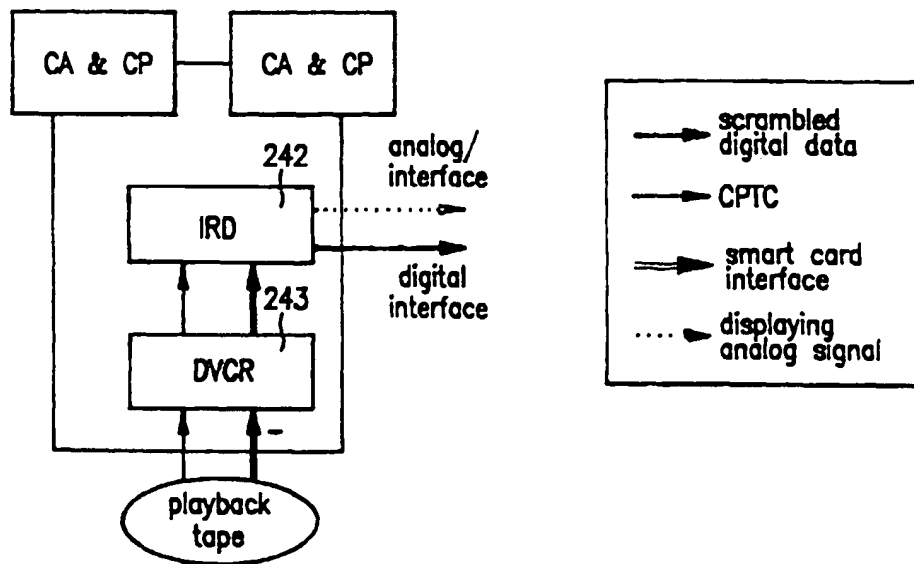 CA & CP
CA & CP
242
analog/
interface
IRD
digital
interface
243
DVCR
playback
tape
scrambled
digital data
CPTC
smart card
interface
displaying
analog signal